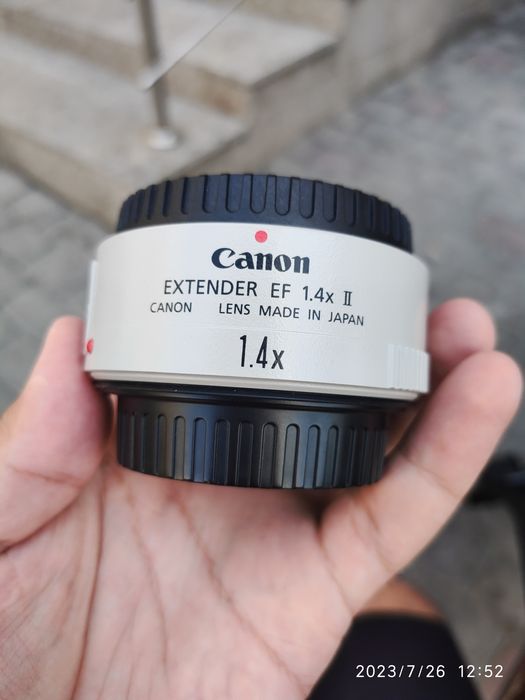 Canon
EXTENDER EF 1.4x II
CANON LENS MADE IN JAPAN
1.4x
2023/7/26 12:52